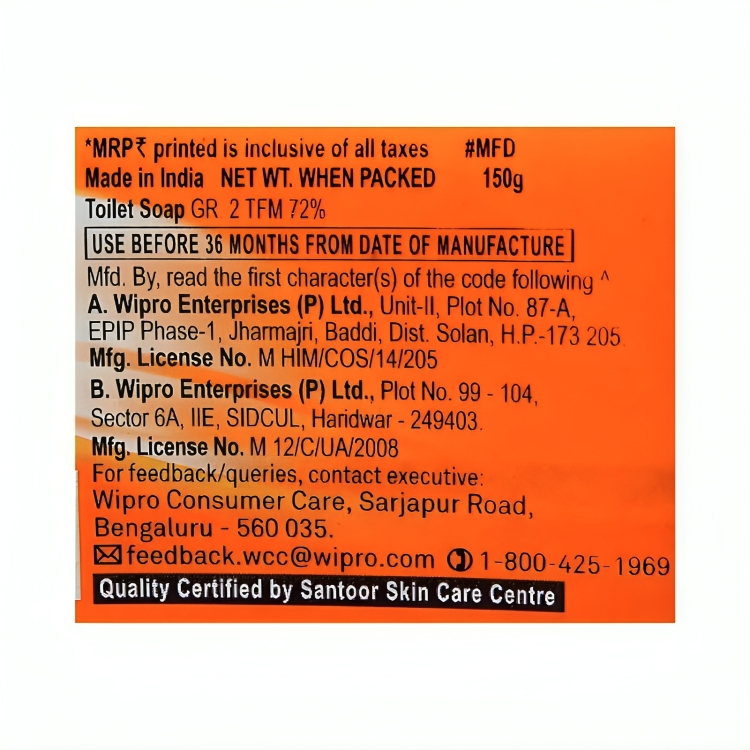 *MRP₹ printed is inclusive of all taxes #MFD
Made in India NET WT. WHEN PACKED 150g
Toilet Soap GR 2 TFM 72%
USE BEFORE 36 MONTHS FROM DATE OF MANUFACTURE
Mfd. By, read the first character(s) of the code following ^
A. Wipro Enterprises (P) Ltd., Unit-II, Plot No. 87-A,
EPIP Phase-1, Jharmajri, Baddi, Dist. Solan, H.P.-173 205.
Mfg. License No. M HIM/COS/14/205
B. Wipro Enterprises (P) Ltd., Plot No. 99 - 104,
Sector 6A, IIE, SIDCUL, Haridwar - 249403.
Mfg. License No. M 12/C/UA/2008
For feedback/queries, contact executive:
Wipro Consumer Care, Sarjapur Road,
Bengaluru - 560 035.
feedback.wcc@wipro.com 1-800-425-1969
Quality Certified by Santoor Skin Care Centre